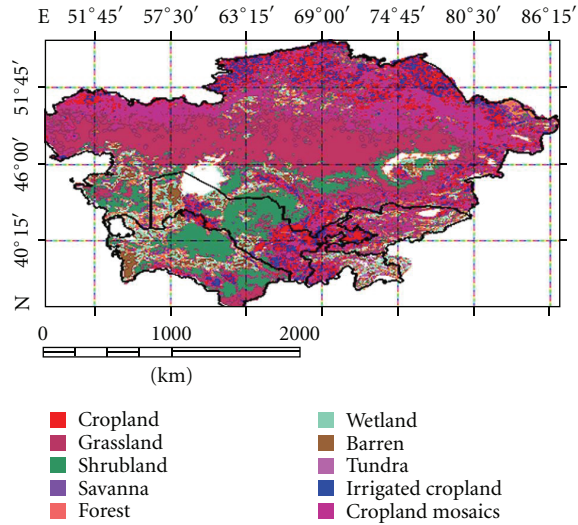 E 51°45′ 57°30′ 63°15′ 69°00′ 74°45′ 80°30′ 86°15′
51°45′
46°00′
40°15′
N
0 1000 2000
(km)
Cropland
Grassland
Shrubland
Savanna
Forest
Wetland
Barren
Tundra
Irrigated cropland
Cropland mosaics